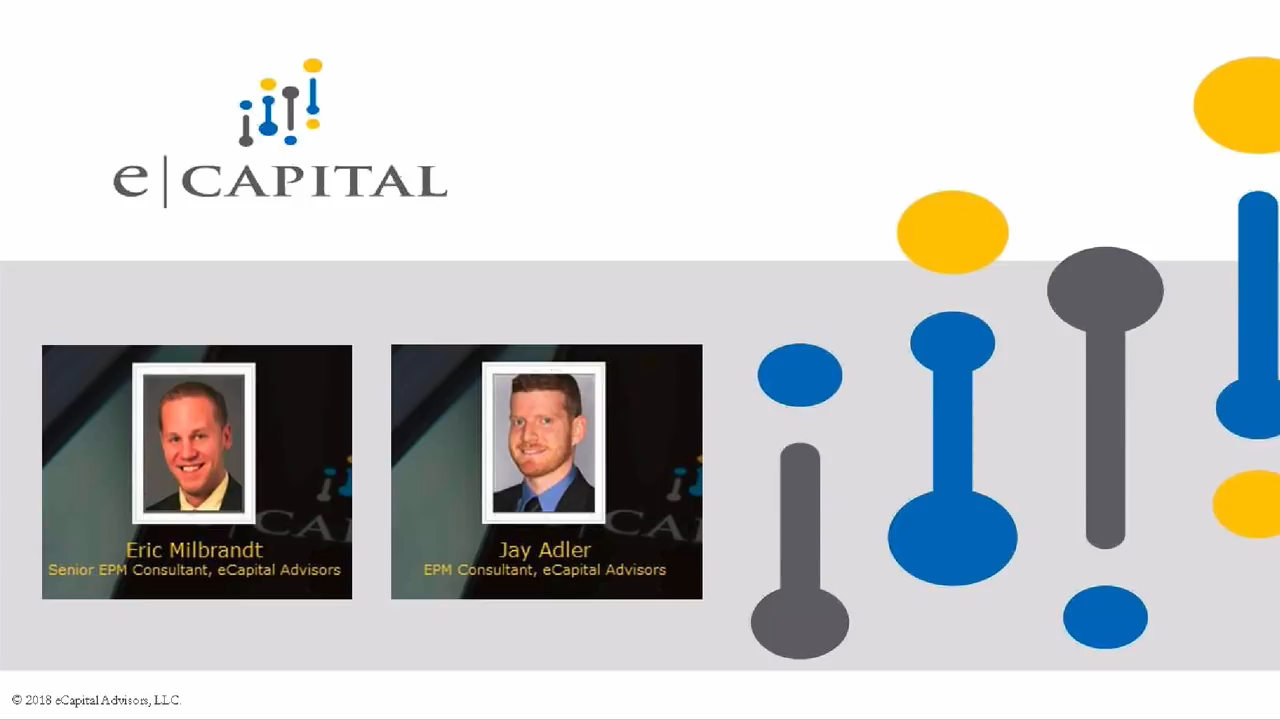 e|CAPITAL
Eric Milbrandt
Senior EPM Consultant, eCapital Advisors
Jay Adler
EPM Consultant, eCapital Advisors
© 2018 eCapital Advisors, LLC.